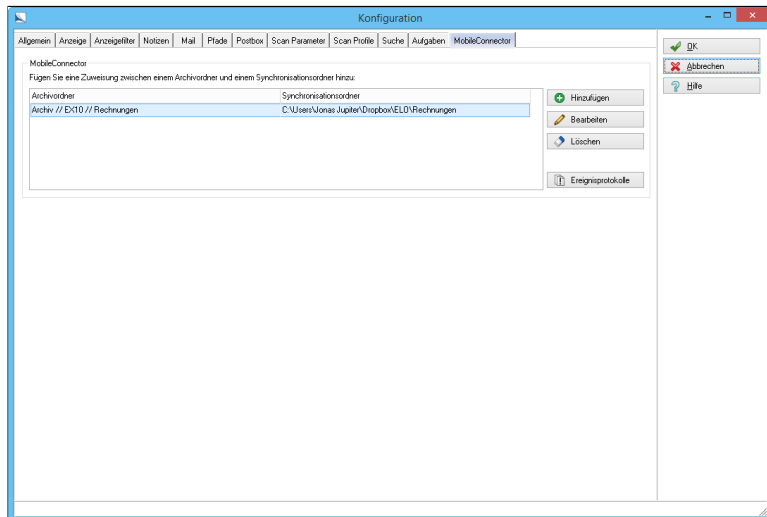 Konfiguration
Allgemein Anzeige Anzeigefilter Notizen Mail Pfade Postbox Scan Parameter Scan Profile Suche Aufgaben MobileConnector
OK
Abbrechen
Hilfe
MobileConnector
Fügen Sie eine Zuweisung zwischen einem Archivordner und einem Synchronisationsordner hinzu:
Archivordner Synchronisationsordner
Archiv // EX10 // Rechnungen C:\Users\Jonas Jupiter\Dropbox\ELO\Rechnungen
Hinzufügen
Bearbeiten
Löschen
Ereignisprotokolle